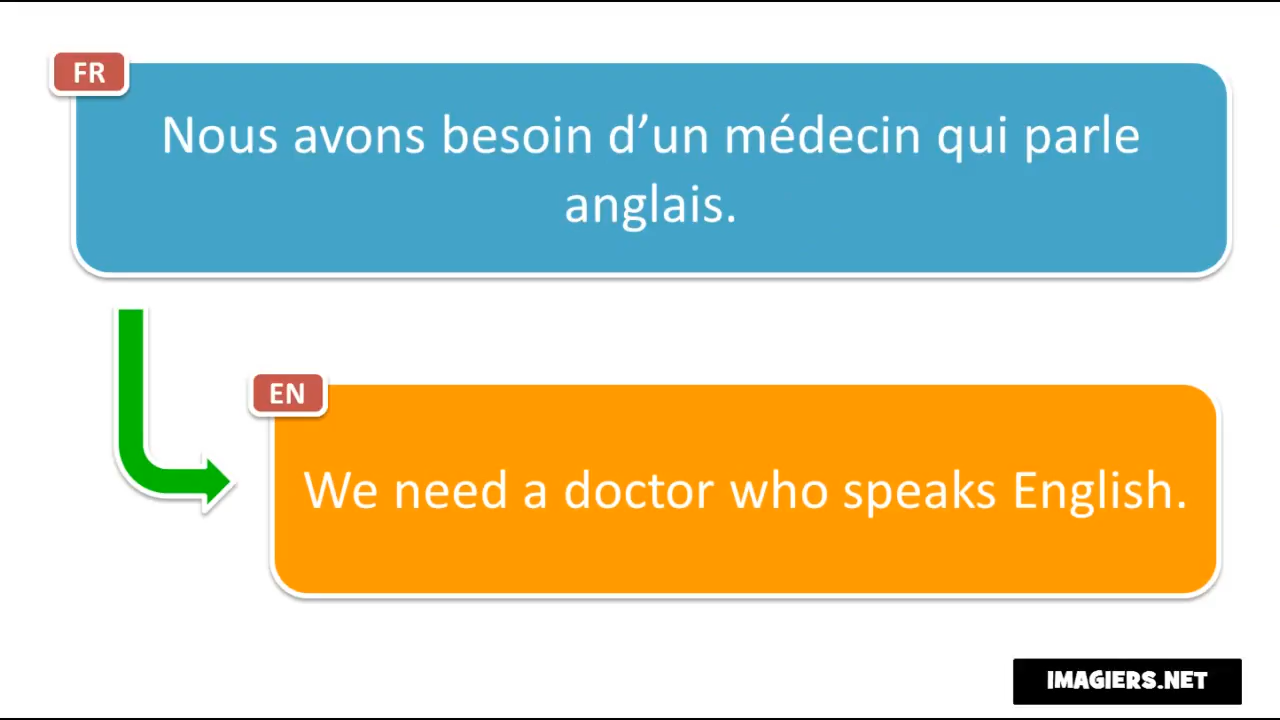 FR
Nous avons besoin d’un médecin qui parle
anglais.
EN
We need a doctor who speaks English.
IMAGIERS.NET